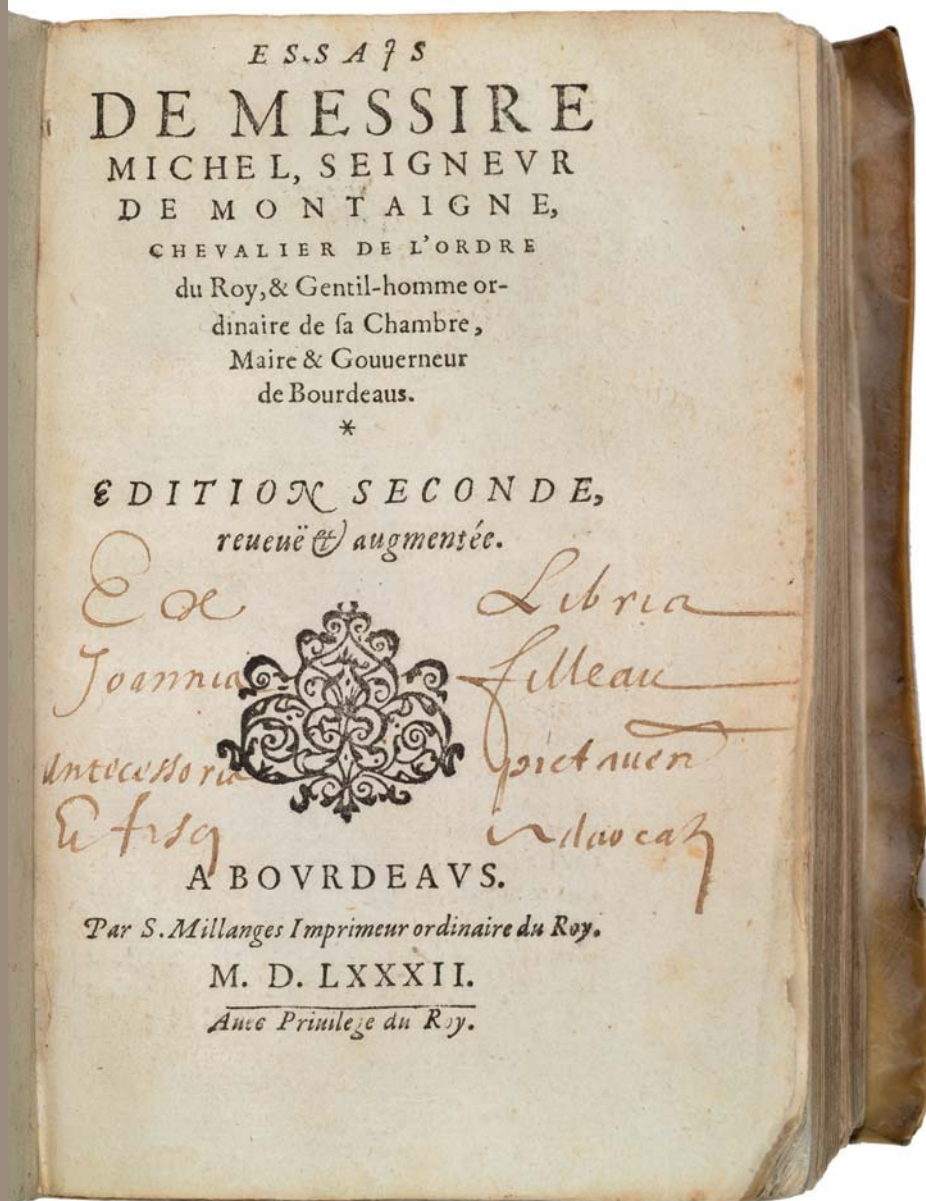 ESSAIS
DE MESSIRE
MICHEL, SEIGNEVR
DE MONTAIGNE,
CHEVALIER DE L'ORDRE
du Roy, & Gentil-homme or-
dinaire de ſa Chambre,
Maire & Gouuerneur
de Bourdeaus.
*
EDITION SECONDE,
reueuë & augmentée.
Ex Libris
Joannis filleau
Antecessoris pictauen
A BOVRDEAVS.
Par S. Millanges Imprimeur ordinaire du Roy.
M. D. LXXXII.
Auec Priuilege du Roy.